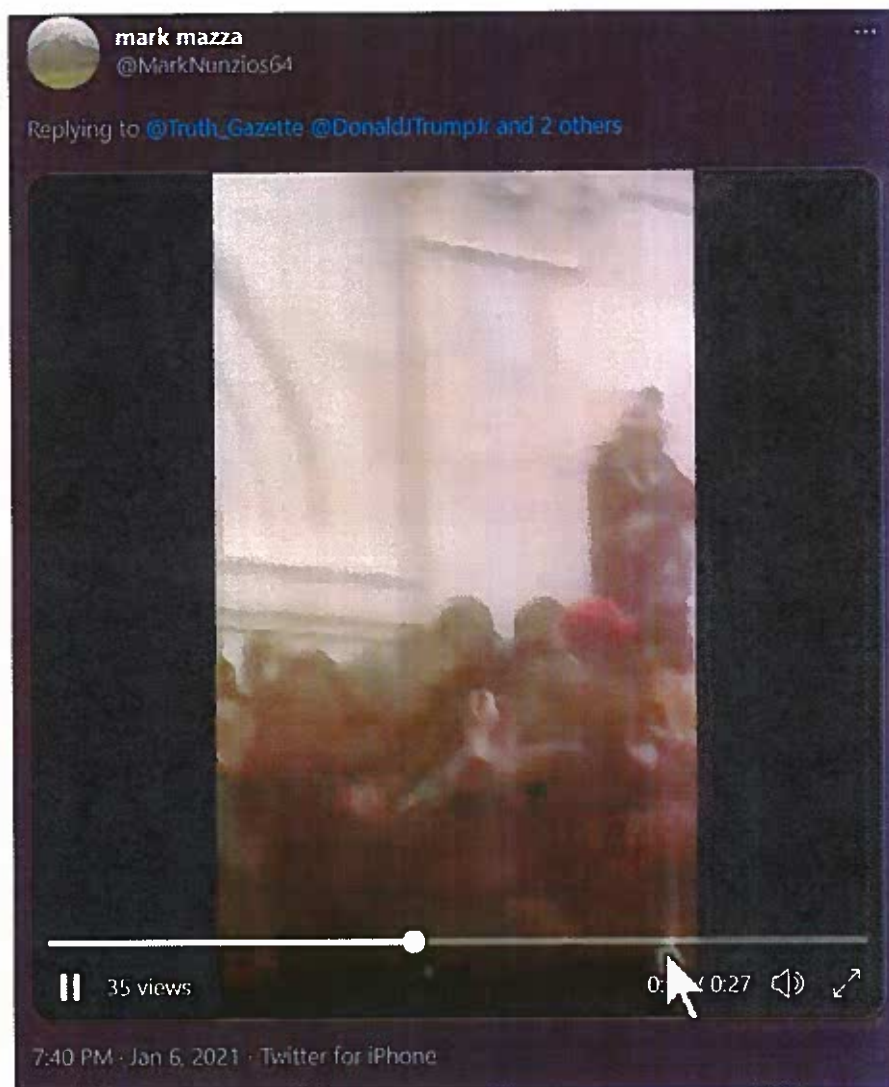 mark mazza
@MarkNunzios64
Replying to @Truth_Gazette @DonaldJTrumpJr and 2 others
35 views
/ 0:27
7:40 PM · Jan 6, 2021 · Twitter for iPhone